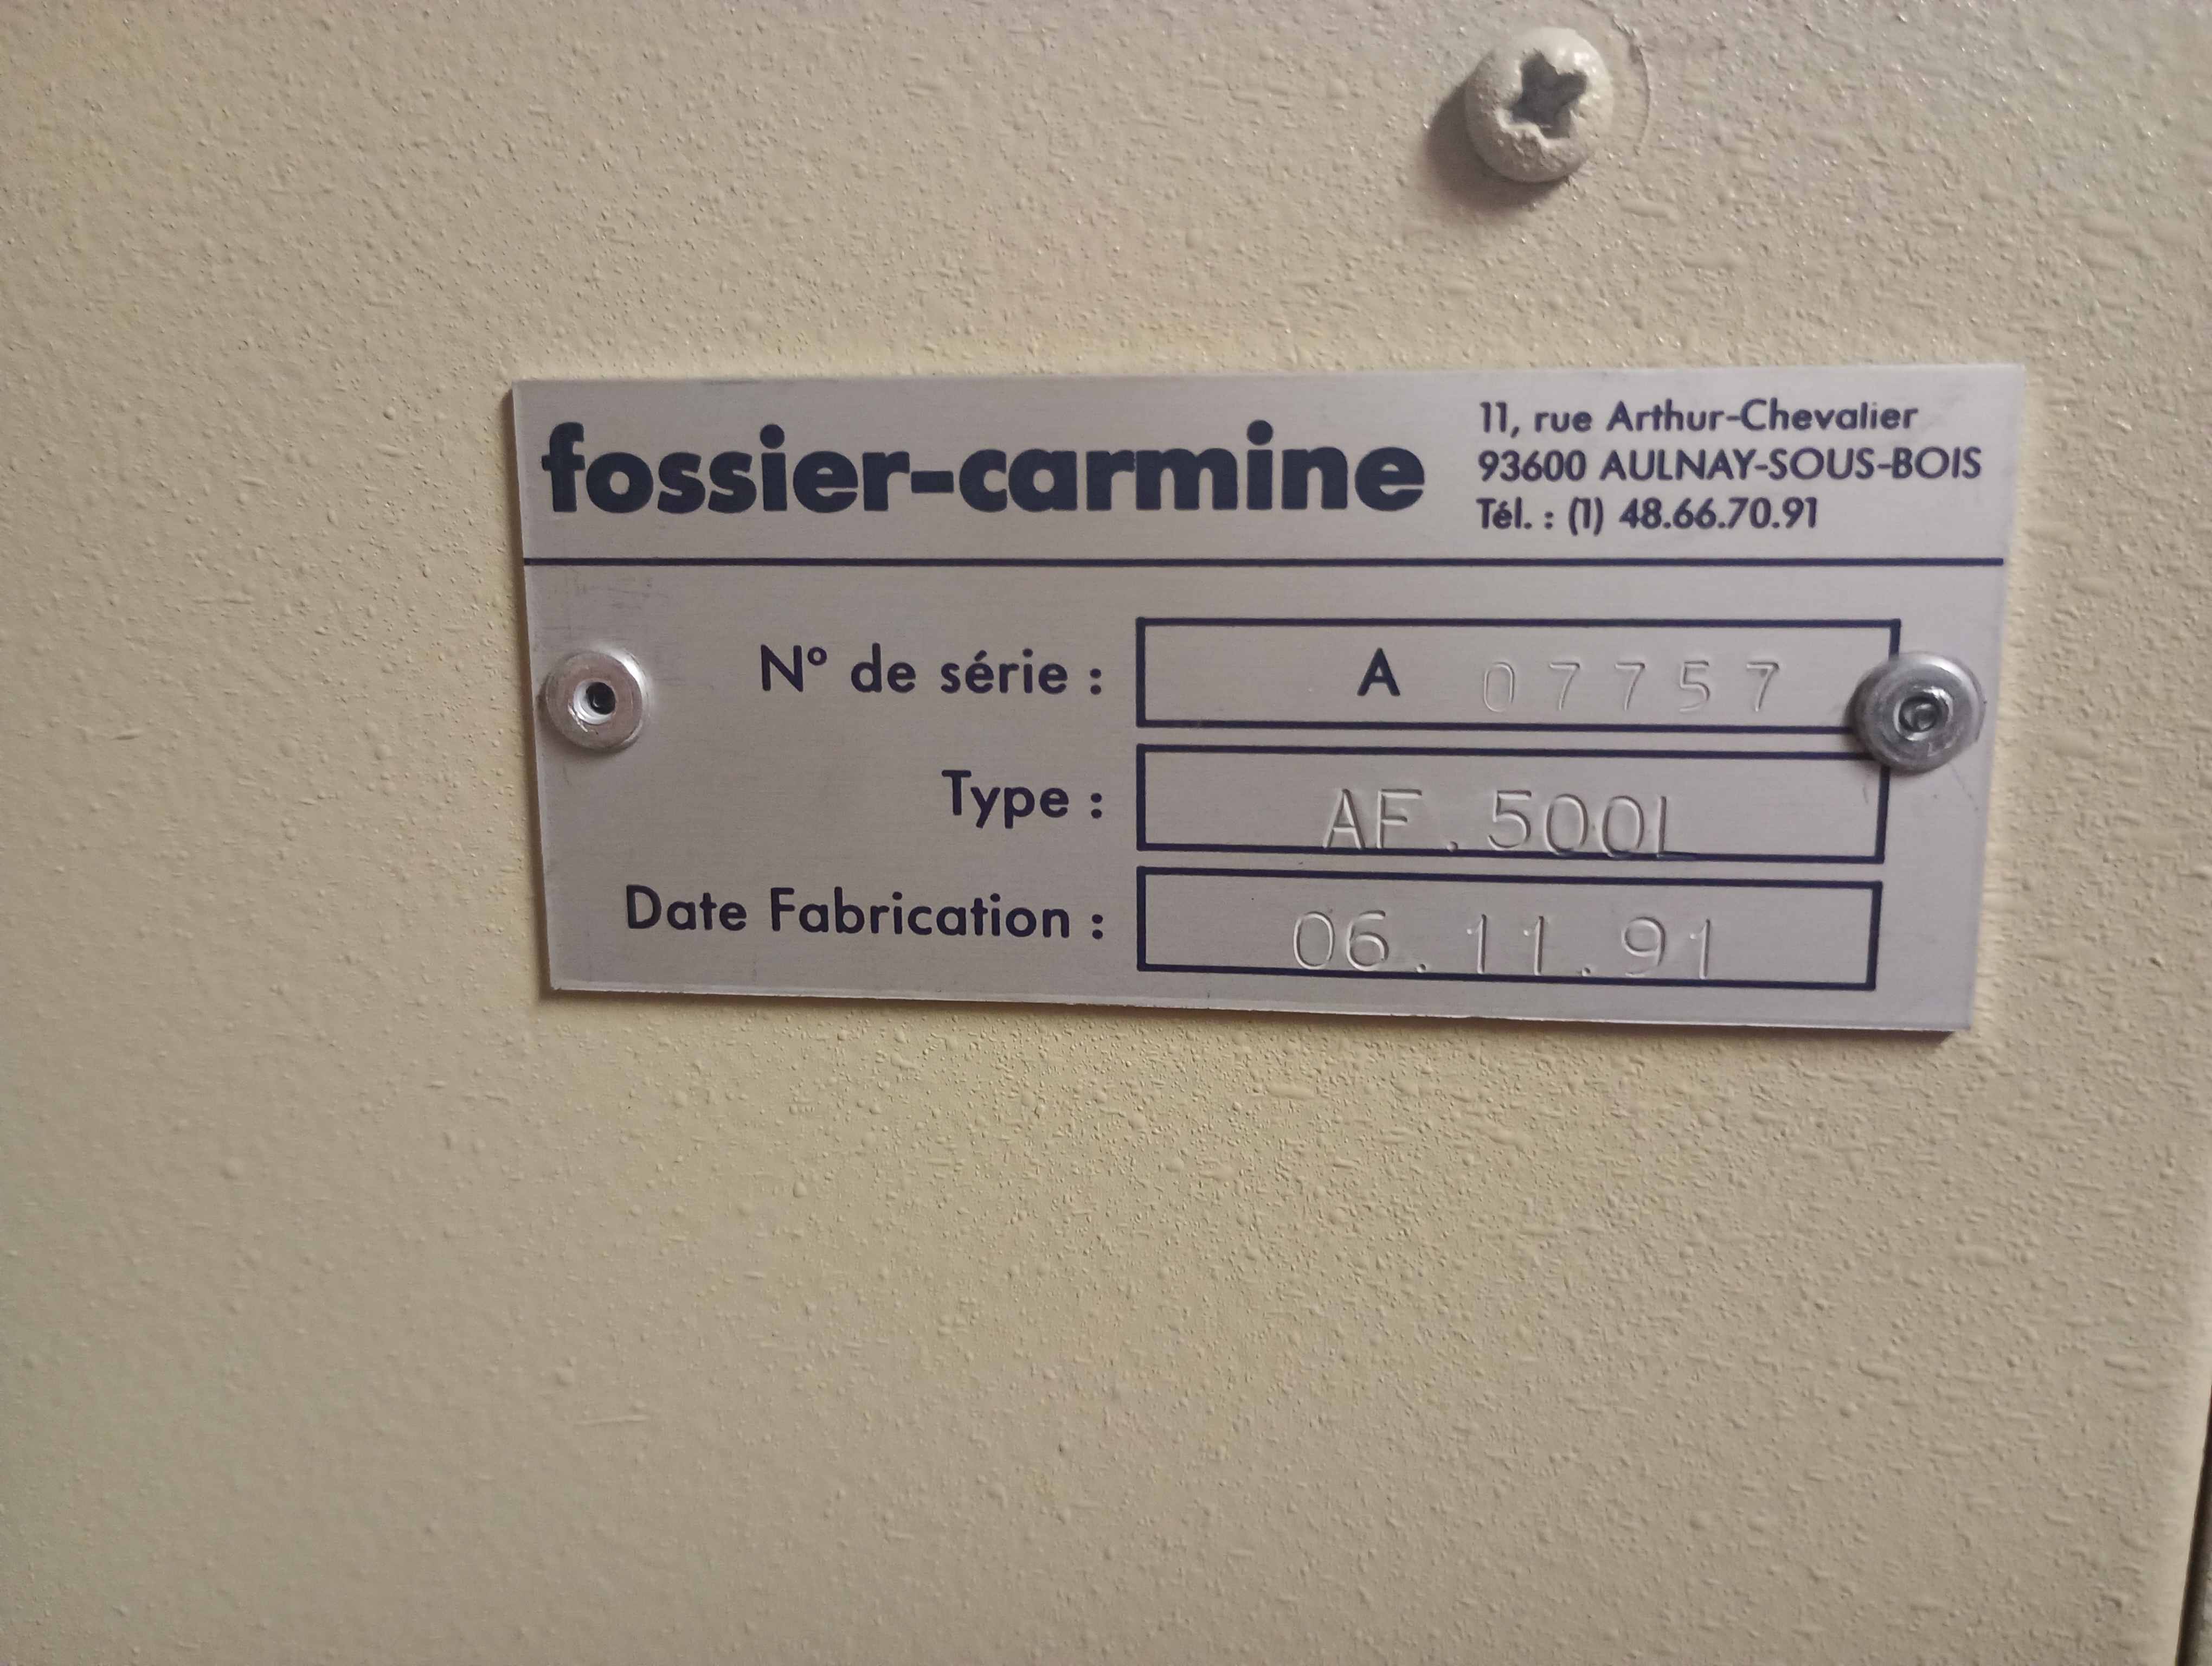 fossier-carmine
11, rue Arthur-Chevalier
93600 AULNAY-SOUS-BOIS
Tél. : (1) 48.66.70.91
N° de série : A 07757
Type : AF.500L
Date Fabrication : 06.11.91